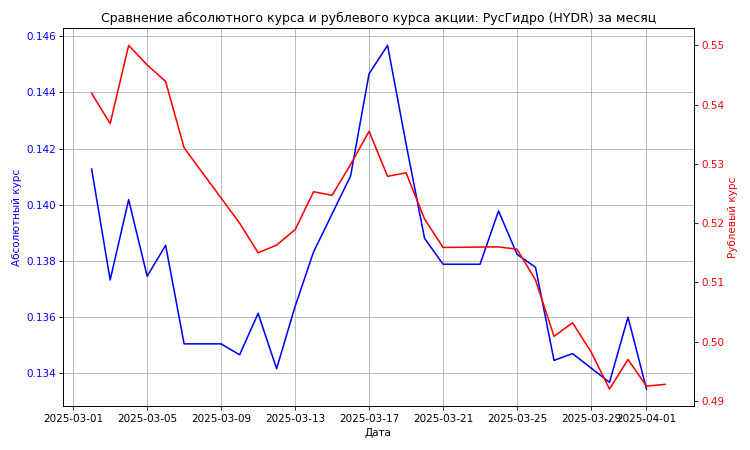 Сравнение абсолютного курса и рублевого курса акции: РусГидро (HYDR) за месяц
0.146
0.144
0.142
0.140
0.138
0.136
0.134
Абсолютный курс
0.55
0.54
0.53
0.52
0.51
0.50
0.49
Рублевый курс
2025-03-01 2025-03-05 2025-03-09 2025-03-13 2025-03-17 2025-03-21 2025-03-25 2025-03-29 2025-04-01
Дата